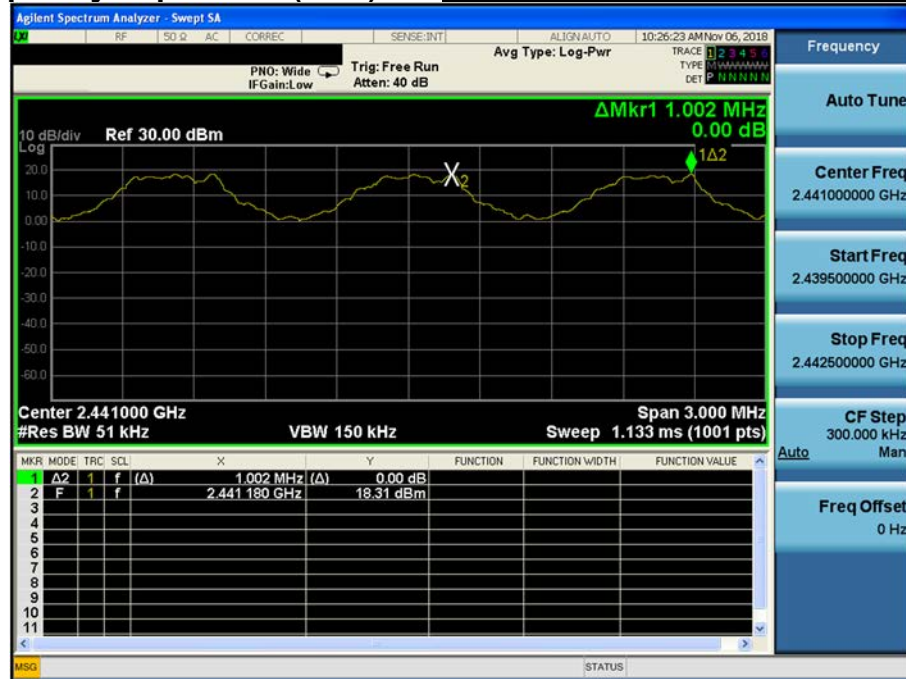 Agilent Spectrum Analyzer - Swept SA
RF 50 Ω AC CORREC SENSE:INT ALIGN AUTO 10:26:23 AM Nov 06, 2018
Avg Type: Log-Pwr TRACE 1 2 3 4 5 6
PNO: Wide Trig: Free Run TYPE M W W W W W
IFGain:Low Atten: 40 dB DET P N N N N N
ΔMkr1 1.002 MHz
0.00 dB
10 dB/div Ref 30.00 dBm
Log
1Δ2
20.0
X2
10.0
0.00
-10.0
-20.0
-30.0
-40.0
-50.0
-60.0
Center 2.441000 GHz Span 3.000 MHz
#Res BW 51 kHz VBW 150 kHz Sweep 1.133 ms (1001 pts)
MKR MODE TRC SCL X Y FUNCTION FUNCTION WIDTH FUNCTION VALUE
1 Δ2 1 f (Δ) 1.002 MHz (Δ) 0.00 dB
2 F 1 f 2.441 180 GHz 18.31 dBm
3
4
5
6
7
8
9
10
11
MSG STATUS
Frequency
Auto Tune
Center Freq
2.441000000 GHz
Start Freq
2.439500000 GHz
Stop Freq
2.442500000 GHz
CF Step
300.000 kHz
Auto Man
Freq Offset
0 Hz